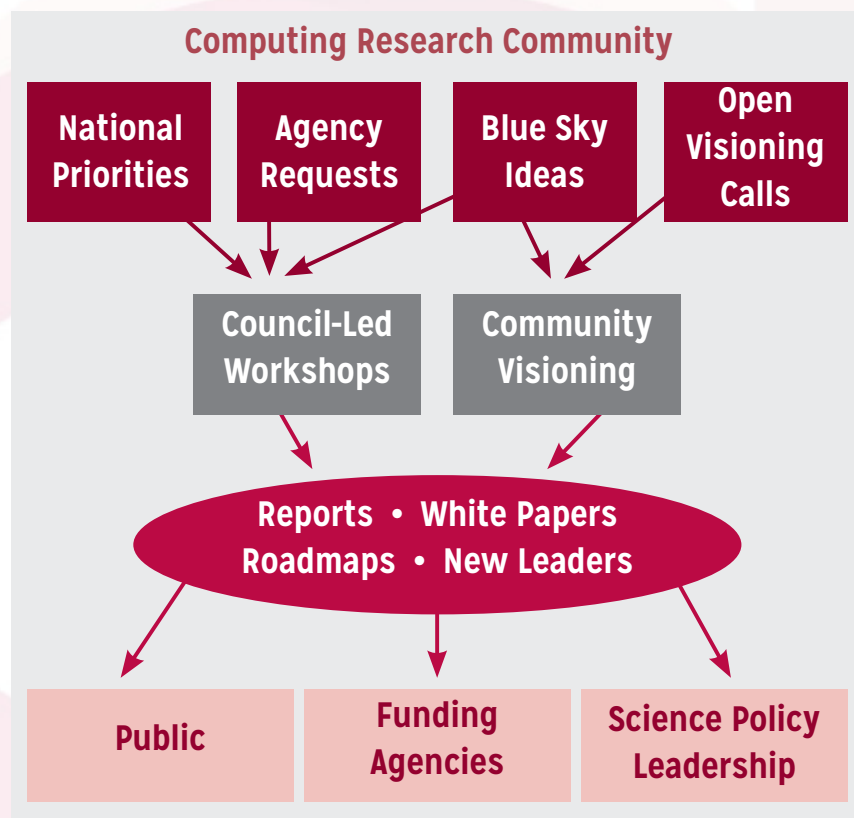 Computing Research Community
National
Priorities
Agency
Requests
Blue Sky
Ideas
Open
Visioning
Calls
Council-Led
Workshops
Community
Visioning
Reports • White Papers
Roadmaps • New Leaders
Public
Funding
Agencies
Science Policy
Leadership